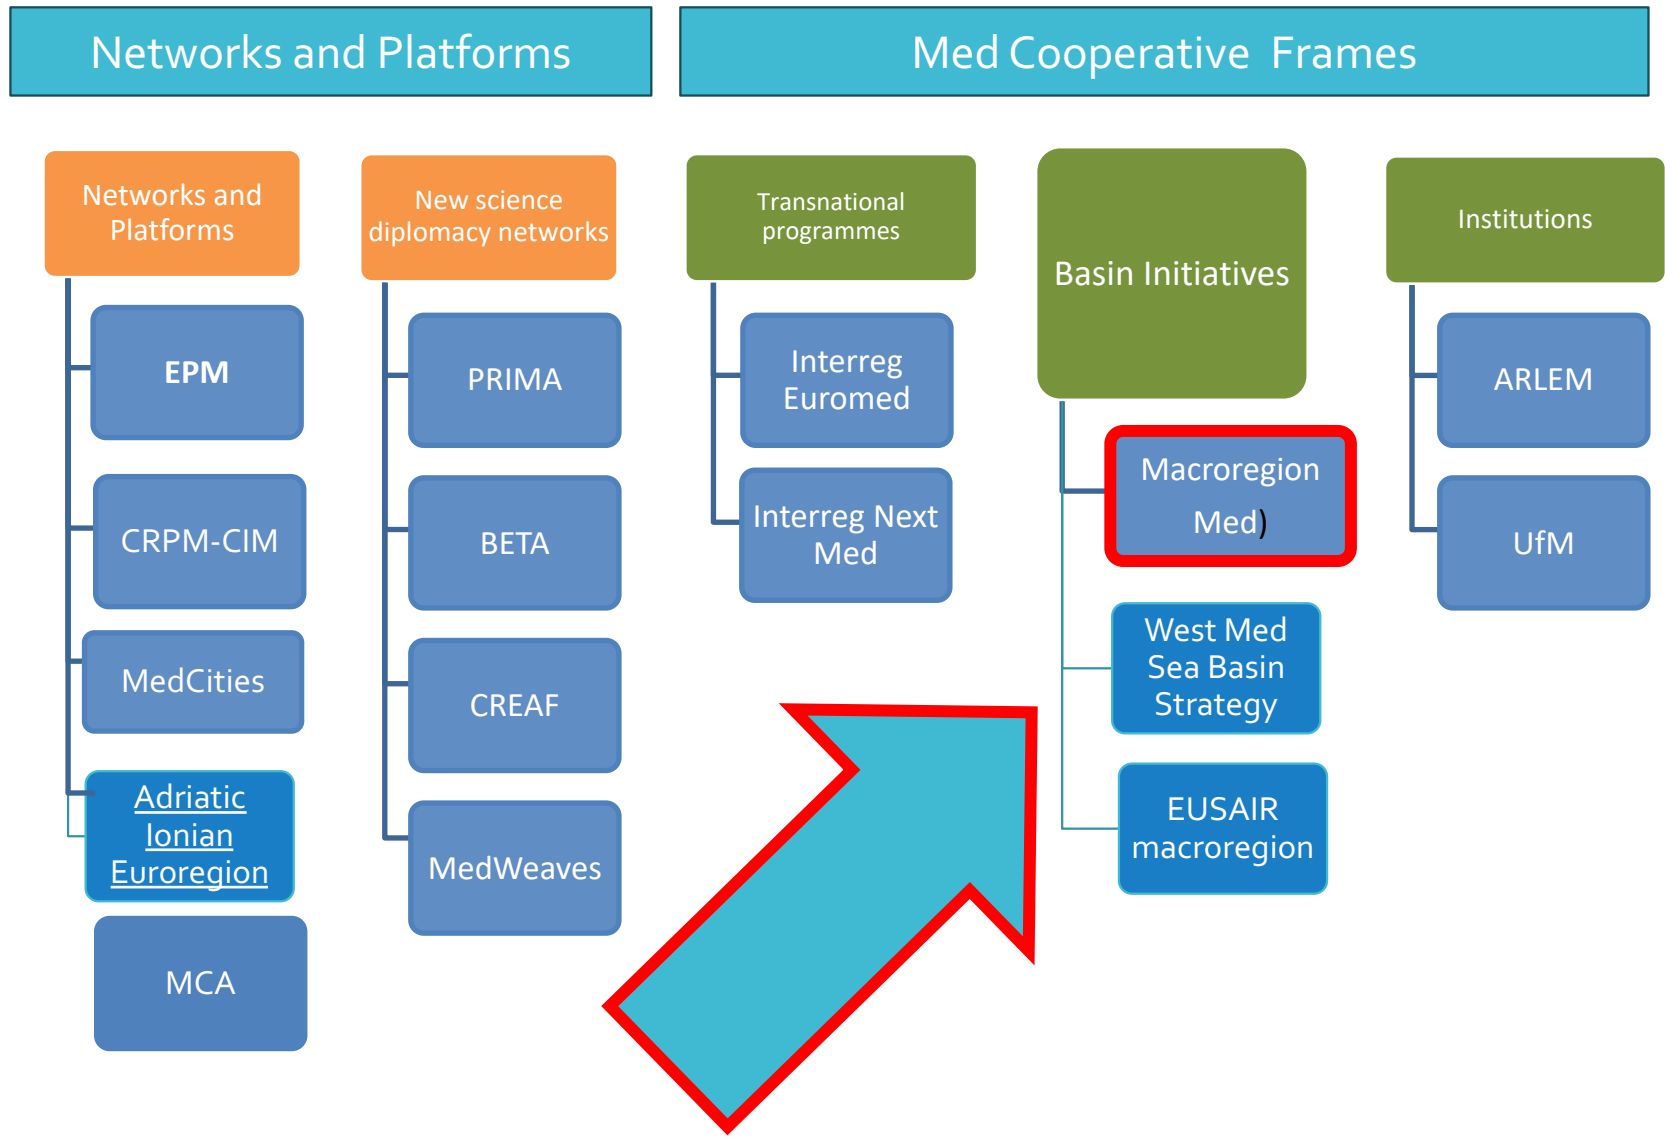 Networks and Platforms
Med Cooperative Frames
Networks and
Platforms
EPM
CRPM-CIM
MedCities
Adriatic
Ionian
Euroregion
MCA
New science
diplomacy networks
PRIMA
BETA
CREAF
MedWeaves
Transnational
programmes
Interreg
Euromed
Interreg Next
Med
Basin Initiatives
Macroregion
Med)
West Med
Sea Basin
Strategy
EUSAIR
macroregion
Institutions
ARLEM
UfM